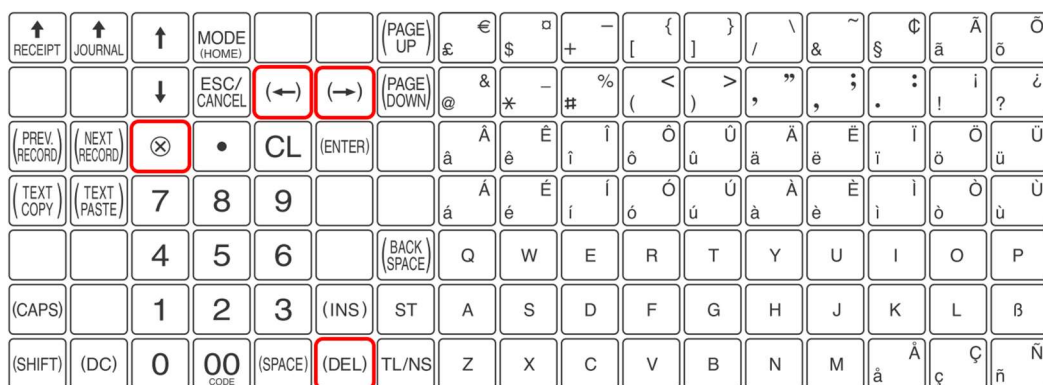 ↑ RECEIPT ↑ JOURNAL ↑ MODE (HOME) (PAGE UP) £ € $ ¤ + – [ { ] } / \ & ~ § ₵ ã Ã õ Õ
↓ ESC/CANCEL (←) (→) (PAGE DOWN) @ & * _ # % ( < ) > ’ ” , ; . : ! ¡ ? ¿
(PREV. RECORD) (NEXT RECORD) ⊗ • CL (ENTER) â Â ê Ê î Î ô Ô û Û ä Ä ë Ë ï Ï ö Ö ü Ü
(TEXT COPY) (TEXT PASTE) 7 8 9 á Á é É í Í ó Ó ú Ú à À è È ì Ì ò Ò ù Ù
4 5 6 (BACK SPACE) Q W E R T Y U I O P
(CAPS) 1 2 3 (INS) ST A S D F G H J K L ß
(SHIFT) (DC) 0 00 CODE (SPACE) (DEL) TL/NS Z X C V B N M å Å ç Ç ñ Ñ